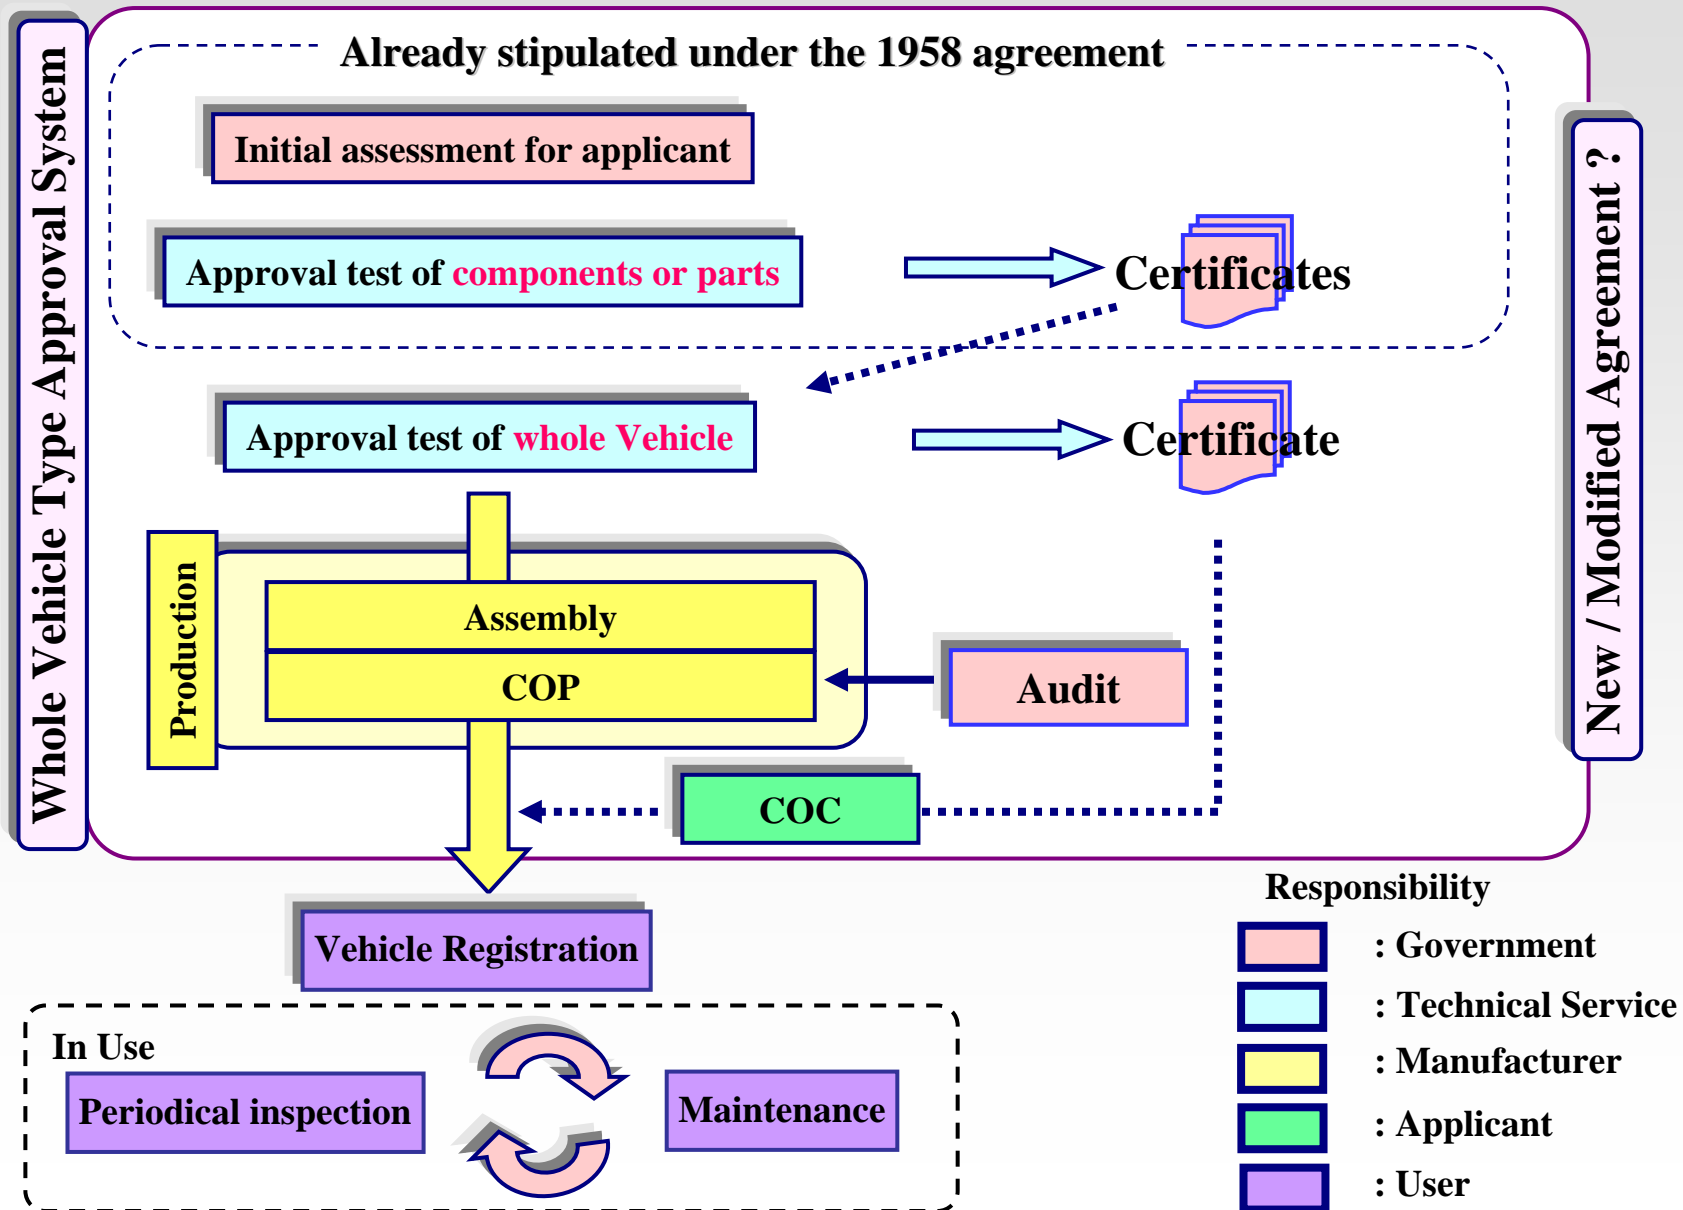 Whole Vehicle Type Approval System
Already stipulated under the 1958 agreement
Initial assessment for applicant
Approval test of components or parts
Certificates
Approval test of whole Vehicle
Certificate
Production
Assembly
COP
Audit
COC
New / Modified Agreement ?
Vehicle Registration
In Use
Periodical inspection
Maintenance
Responsibility
: Government
: Technical Service
: Manufacturer
: Applicant
: User